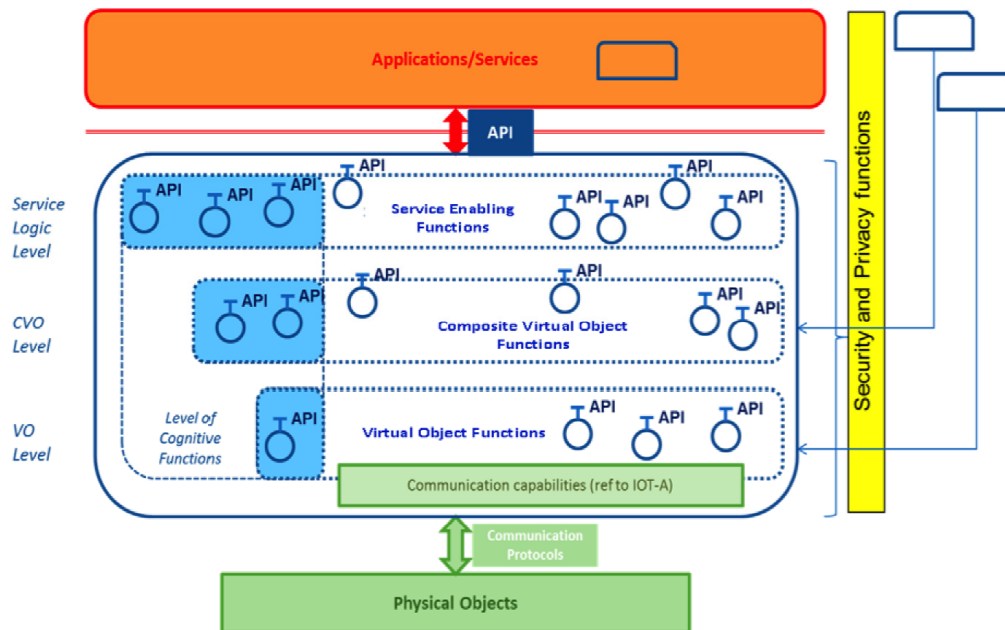 Applications/Services
API
Service
Logic
Level
API
API
API
API
Service Enabling
Functions
API
API
API
API
CVO
Level
API
API
API
Composite Virtual Object
Functions
API
API
API
VO
Level
Level of
Cognitive
Functions
API
Virtual Object Functions
API
API
API
Communication capabilities (ref to IOT-A)
Communication
Protocols
Physical Objects
Security and Privacy functions